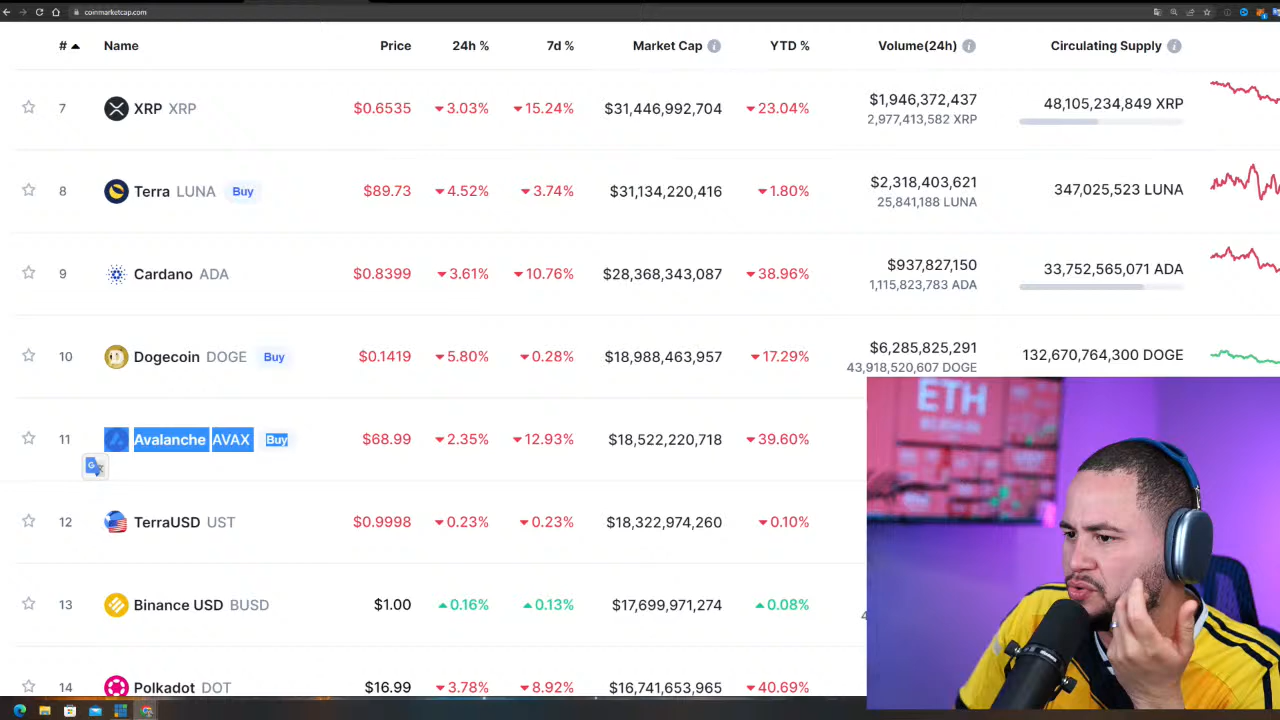 coinmarketcap.com
# Name Price 24h % 7d % Market Cap YTD % Volume(24h) Circulating Supply
7 XRP XRP $0.6535 3.03% 15.24% $31,446,992,704 23.04% $1,946,372,437 48,105,234,849 XRP
2,977,413,582 XRP
8 Terra LUNA Buy $89.73 4.52% 3.74% $31,134,220,416 1.80% $2,318,403,621 347,025,523 LUNA
25,841,188 LUNA
9 Cardano ADA $0.8399 3.61% 10.76% $28,368,343,087 38.96% $937,827,150 33,752,565,071 ADA
1,115,823,783 ADA
10 Dogecoin DOGE Buy $0.1419 5.80% 0.28% $18,988,463,957 17.29% $6,285,825,291 132,670,764,300 DOGE
43,918,520,607 DOGE
11 Avalanche AVAX Buy $68.99 2.35% 12.93% $18,522,220,718 39.60%
ETH
12 TerraUSD UST $0.9998 0.23% 0.23% $18,322,974,260 0.10%
13 Binance USD BUSD $1.00 0.16% 0.13% $17,699,971,274 0.08%
14 Polkadot DOT $16.99 3.78% 8.92% $16,741,653,965 40.69%